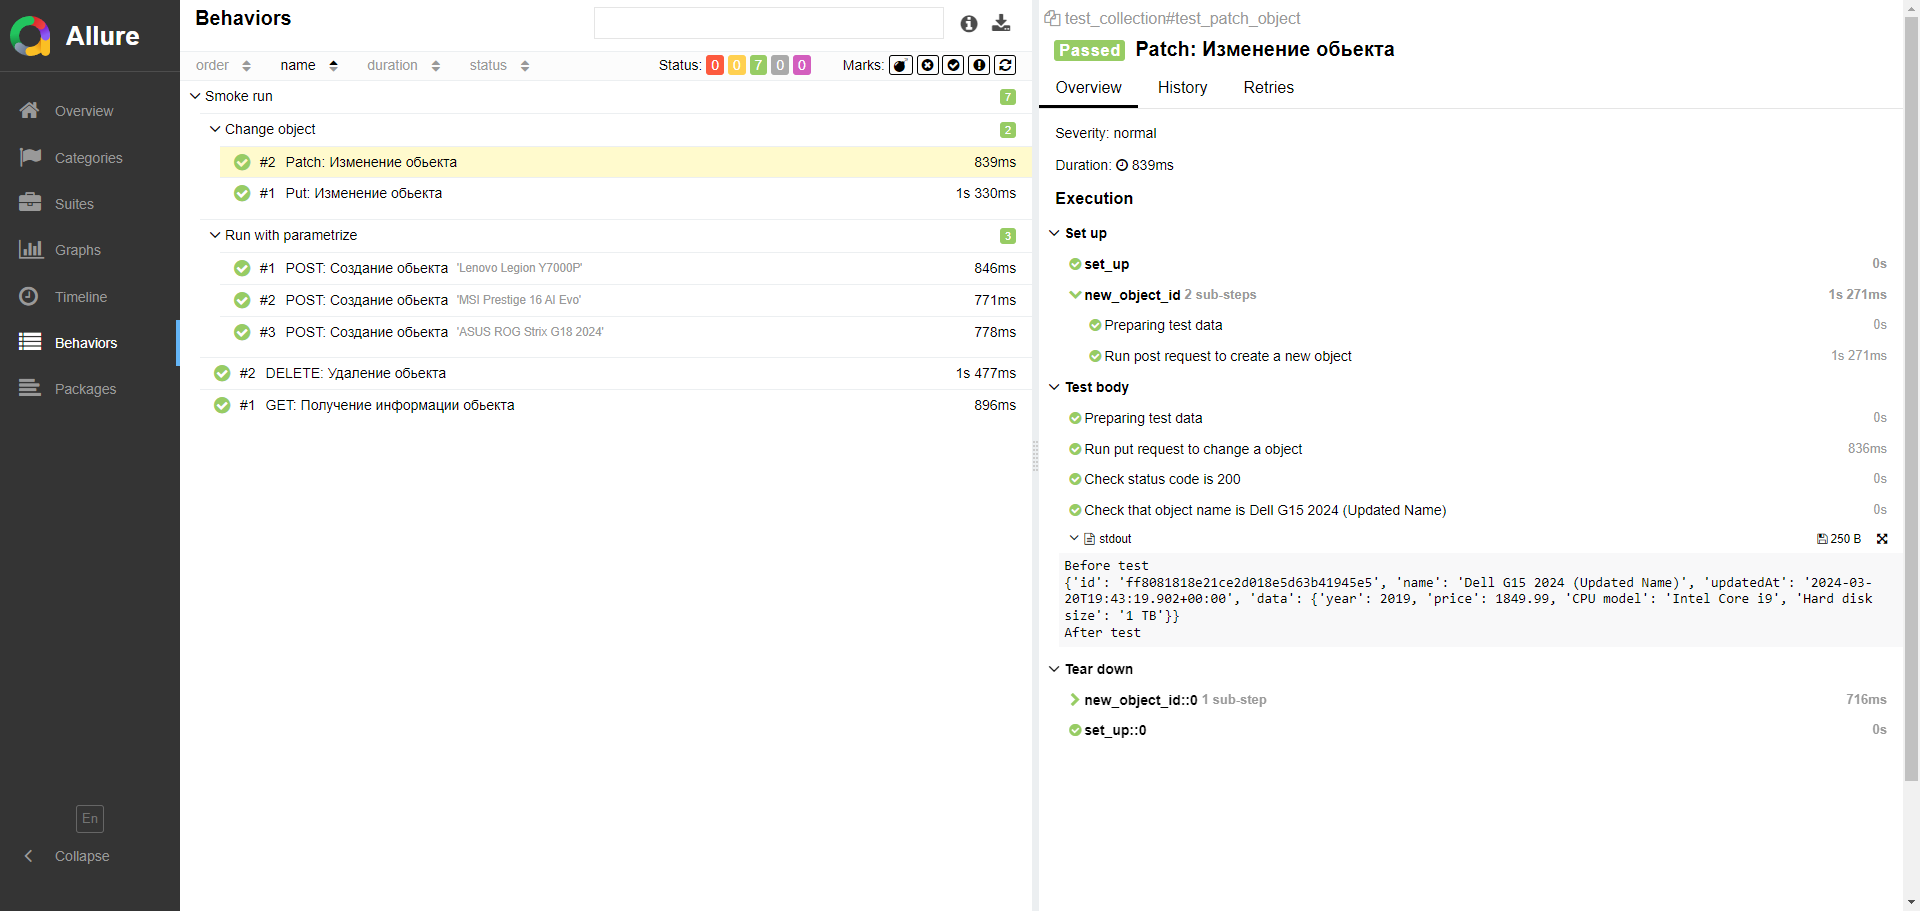 Allure
Overview
Categories
Suites
Graphs
Timeline
Behaviors
Packages
En
Collapse
Behaviors
order name duration status
Status: 0 0 7 0 0 Marks:
Smoke run 7
Change object 2
#2 Patch: Изменение обьекта 839ms
#1 Put: Изменение обьекта 1s 330ms
Run with parametrize 3
#1 POST: Создание обьекта 'Lenovo Legion Y7000P' 846ms
#2 POST: Создание обьекта 'MSI Prestige 16 AI Evo' 771ms
#3 POST: Создание обьекта 'ASUS ROG Strix G18 2024' 778ms
#2 DELETE: Удаление обьекта 1s 477ms
#1 GET: Получение информации обьекта 896ms
test_collection#test_patch_object
Passed Patch: Изменение обьекта
Overview History Retries
Severity: normal
Duration: 839ms
Execution
Set up
set_up 0s
new_object_id 2 sub-steps 1s 271ms
Preparing test data 0s
Run post request to create a new object 1s 271ms
Test body
Preparing test data 0s
Run put request to change a object 836ms
Check status code is 200 0s
Check that object name is Dell G15 2024 (Updated Name) 0s
stdout 250 B
Before test
{'id': 'ff8081818e21ce2d018e5d63b41945e5', 'name': 'Dell G15 2024 (Updated Name)', 'updatedAt': '2024-03-
20T19:43:19.902+00:00', 'data': {'year': 2019, 'price': 1849.99, 'CPU model': 'Intel Core i9', 'Hard disk
size': '1 TB'}}
After test
Tear down
new_object_id::0 1 sub-step 716ms
set_up::0 0s